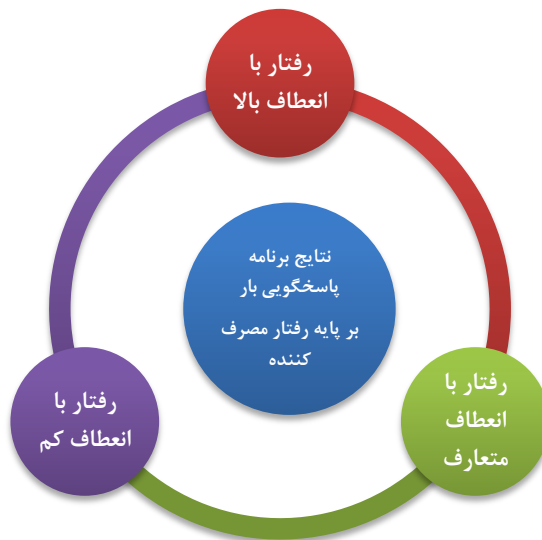 رفتار با
انعطاف بالا
نتایج برنامه
پاسخگویی بار
بر پایه رفتار مصرف
کننده
رفتار با
انعطاف
متعارف
رفتار با
انعطاف کم